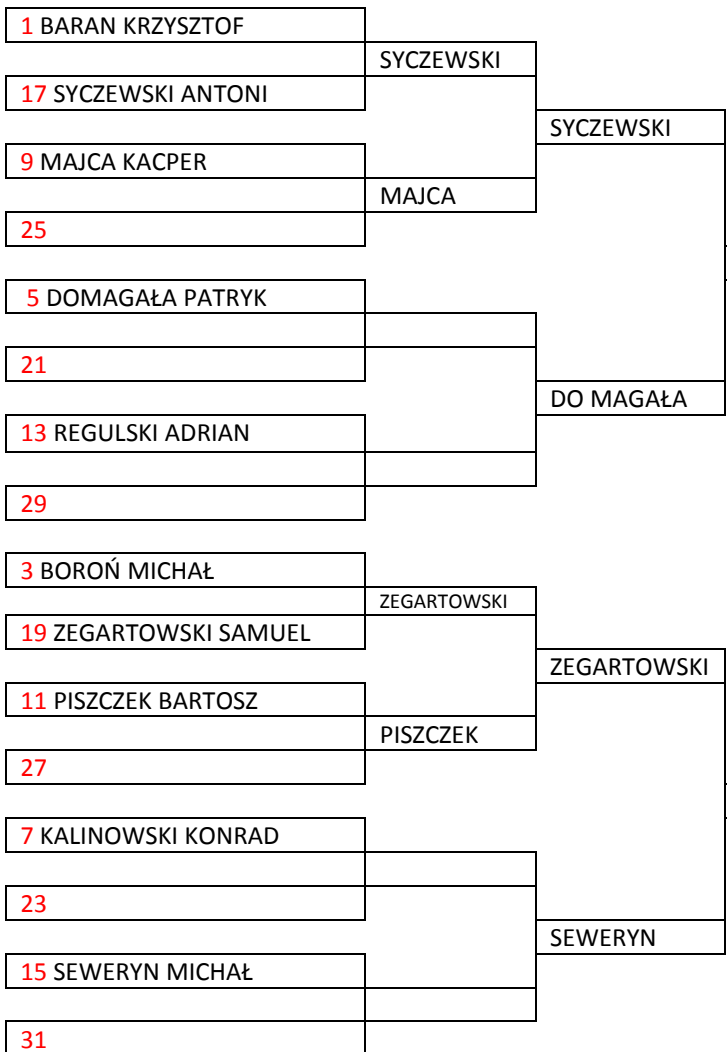 1 BARAN KRZYSZTOF
SYCZEWSKI
17 SYCZEWSKI ANTONI
SYCZEWSKI
9 MAJCA KACPER
MAJCA
25
5 DOMAGAŁA PATRYK
21
DO MAGAŁA
13 REGULSKI ADRIAN
29
3 BOROŃ MICHAŁ
ZEGARTOWSKI
19 ZEGARTOWSKI SAMUEL
ZEGARTOWSKI
11 PISZCZEK BARTOSZ
PISZCZEK
27
7 KALINOWSKI KONRAD
23
SEWERYN
15 SEWERYN MICHAŁ
31